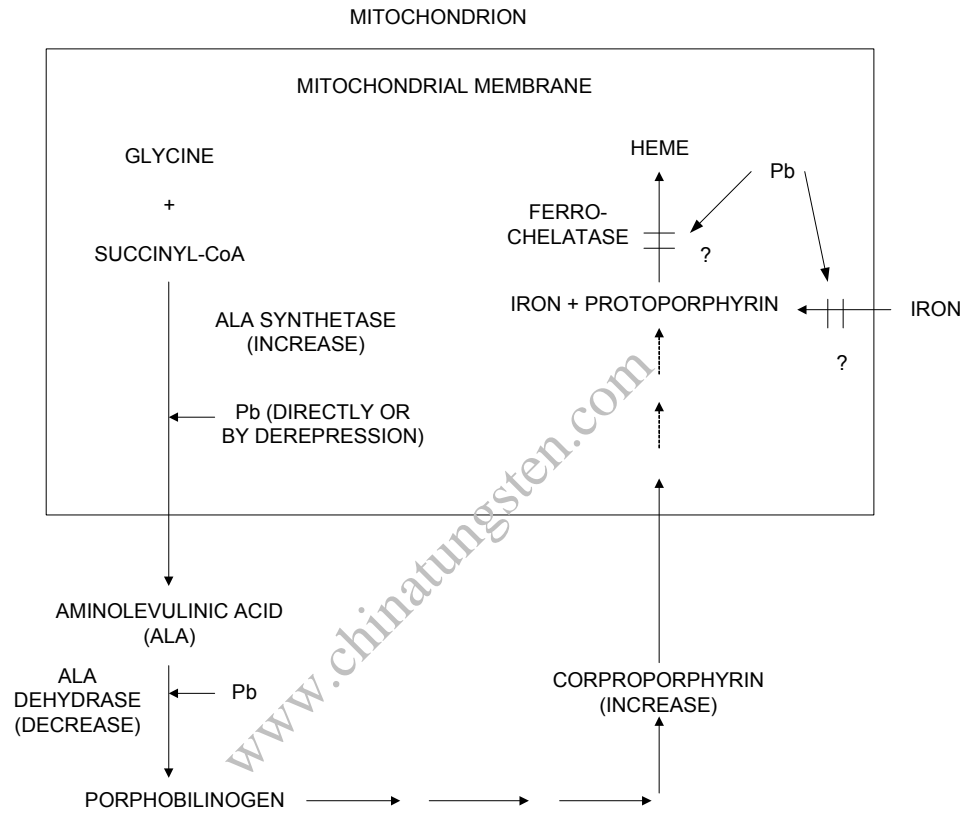 MITOCHONDRION
MITOCHONDRIAL MEMBRANE
GLYCINE
+
SUCCINYL-CoA
ALA SYNTHETASE
(INCREASE)
Pb (DIRECTLY OR
BY DEREPRESSION)
HEME
Pb
FERRO-
CHELATASE
?
IRON + PROTOPORPHYRIN
IRON
?
AMINOLEVULINIC ACID
(ALA)
ALA
DEHYDRASE
(DECREASE)
Pb
PORPHOBILINOGEN
CORPROPORPHYRIN
(INCREASE)
www.chinatungsten.com